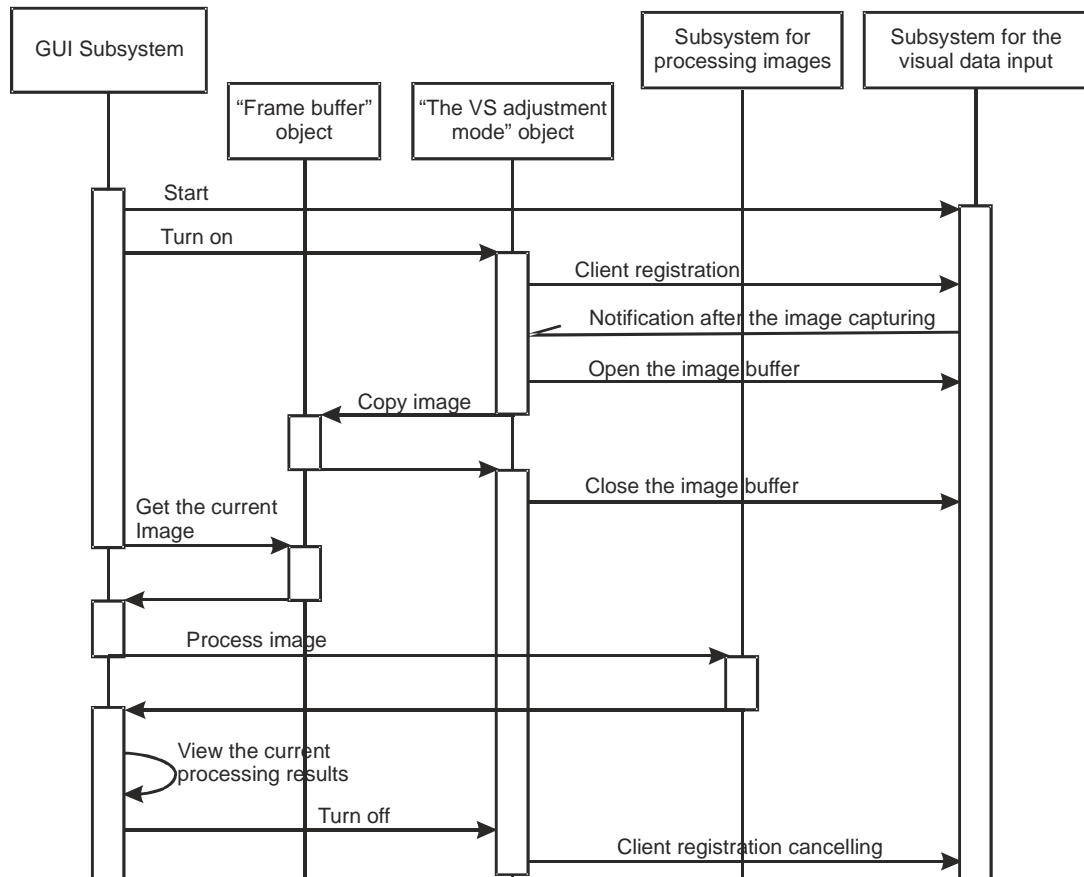 GUI Subsystem
Subsystem for
processing images
Subsystem for the
visual data input
“Frame buffer”
object
“The VS adjustment
mode” object
Start
Turn on
Client registration
Notification after the image capturing
Open the image buffer
Copy image
Close the image buffer
Get the current
Image
Process image
View the current
processing results
Turn off
Client registration cancelling